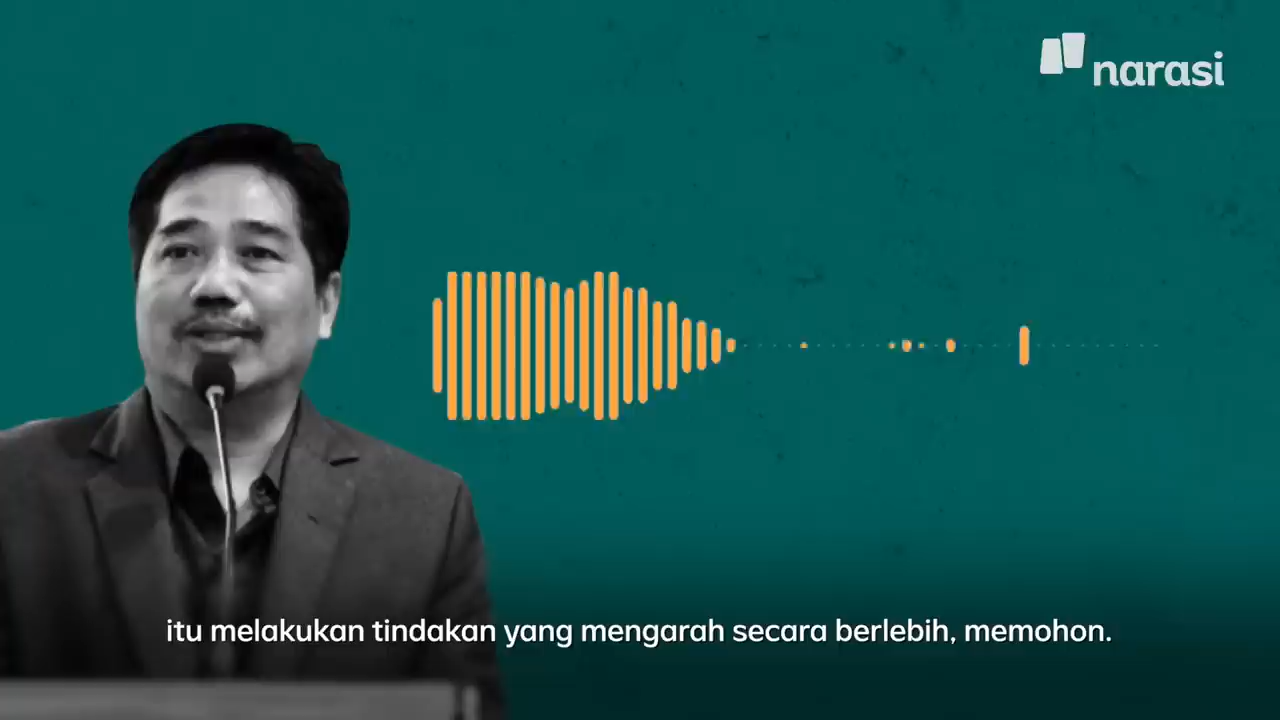 narasi
itu melakukan tindakan yang mengarah secara berlebih, memohon.